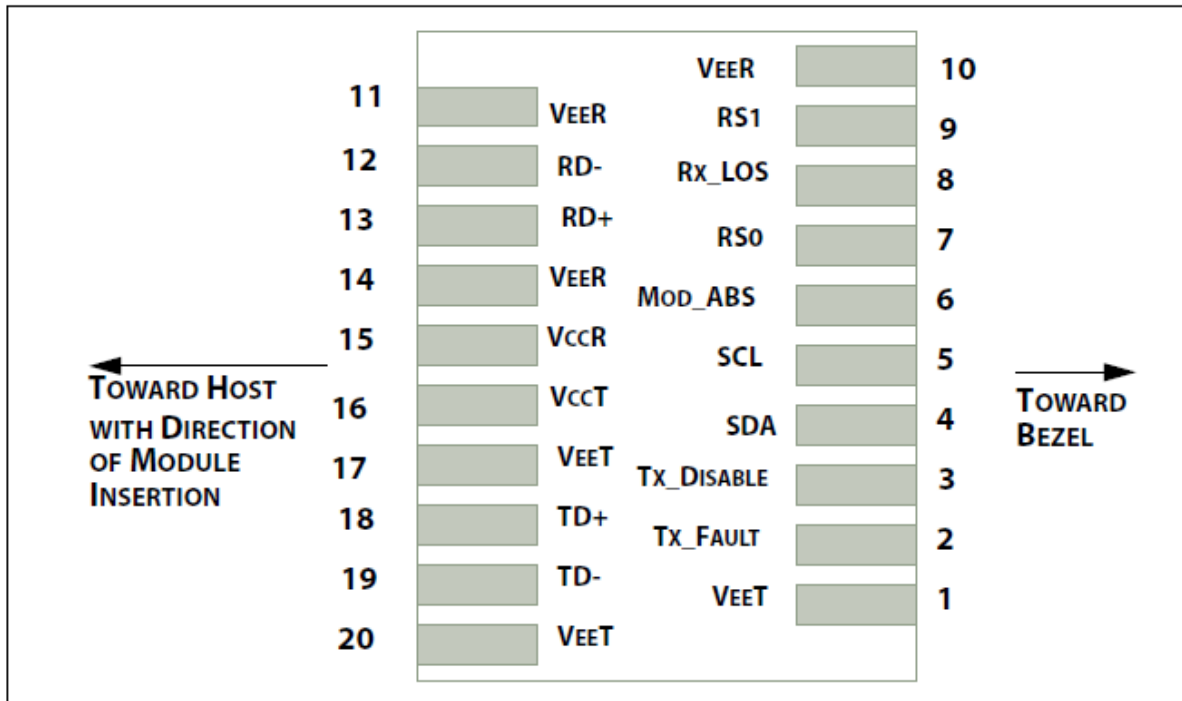 11 VEER
12 RD-
13 RD+
14 VEER
15 VCCR
16 VCCT
17 VEET
18 TD+
19 TD-
20 VEET
VEER 10
RS1 9
RX_LOS 8
RS0 7
MOD_ABS 6
SCL 5
SDA 4
TX_DISABLE 3
TX_FAULT 2
VEET 1
TOWARD HOST
WITH DIRECTION
OF MODULE
INSERTION
TOWARD
BEZEL